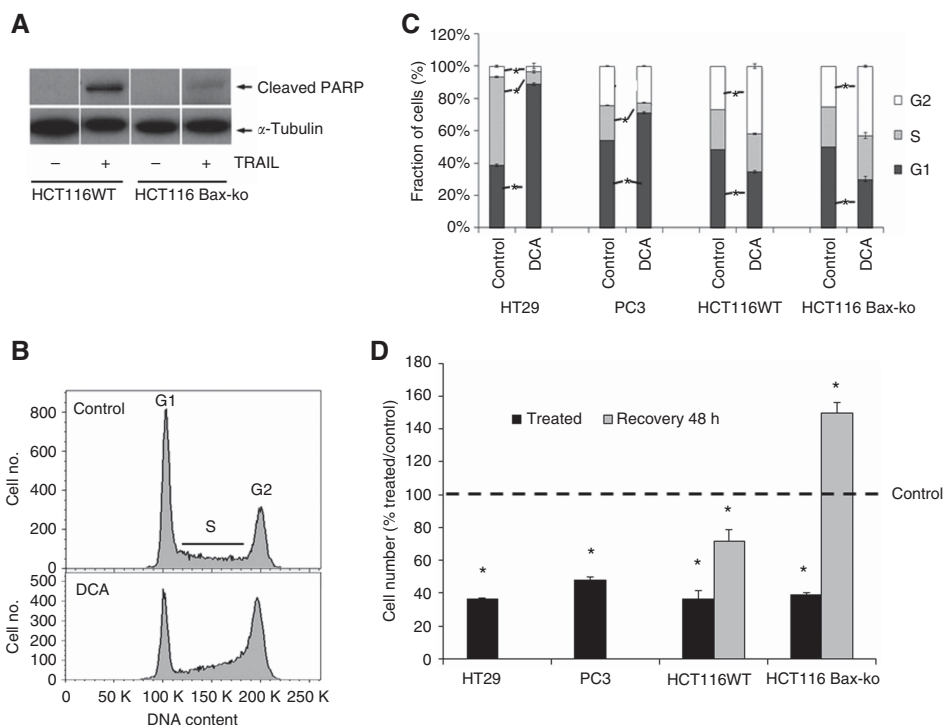 A
Cleaved PARP
α-Tubulin
− + − + TRAIL
HCT116WT HCT116 Bax-ko
B
Control
G1
S
G2
Cell no.
800
600
400
200
0
DCA
Cell no.
500
400
300
200
100
0
0 50 K 100 K 150 K 200 K 250 K
DNA content
C
Fraction of cells (%)
120%
100%
80%
60%
40%
20%
0%
* * * * * * * * *
G2
S
G1
Control DCA Control DCA Control DCA Control DCA
HT29 PC3 HCT116WT HCT116 Bax-ko
D
Cell number (% treated/control)
180
160
140
120
100
80
60
40
20
0
Treated Recovery 48 h
Control
* * * * * *
HT29 PC3 HCT116WT HCT116 Bax-ko